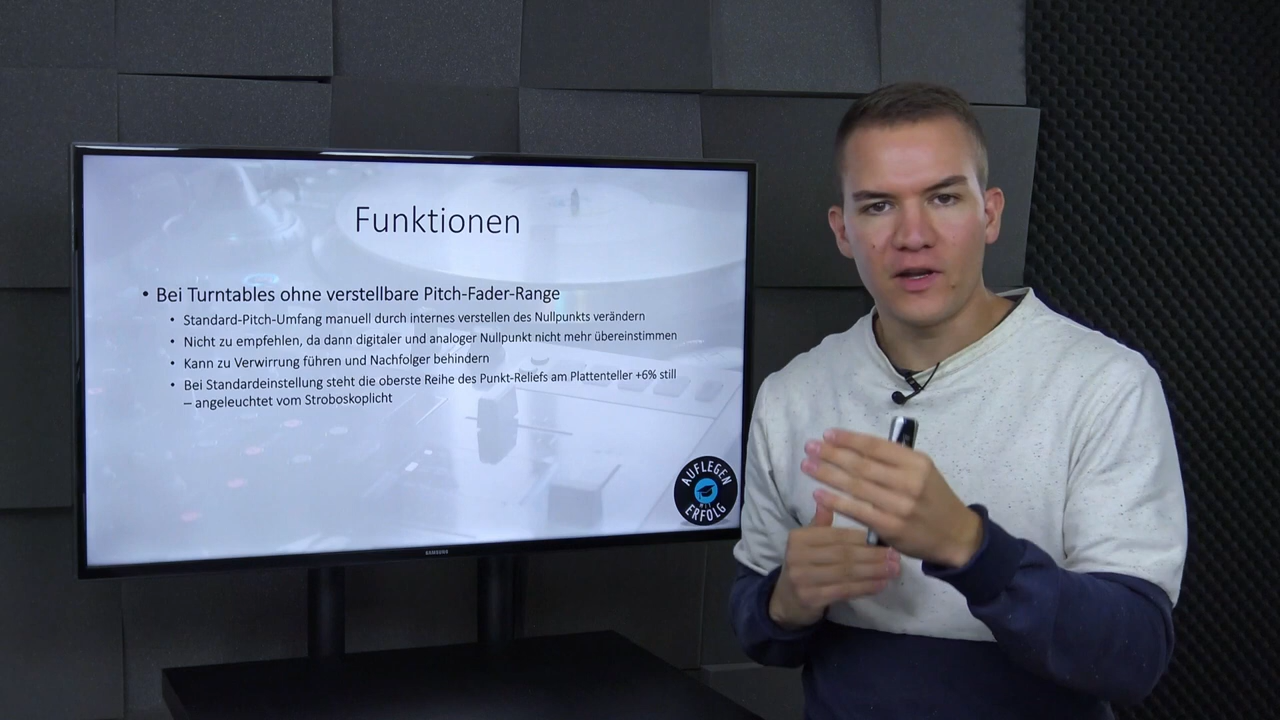 Funktionen
• Bei Turntables ohne verstellbare Pitch-Fader-Range
• Standard-Pitch-Umfang manuell durch internes verstellen des Nullpunkts verändern
• Nicht zu empfehlen, da dann digitaler und analoger Nullpunkt nicht mehr übereinstimmen
• Kann zu Verwirrung führen und Nachfolger behindern
• Bei Standardeinstellung steht die oberste Reihe des Punkt-Reliefs am Plattenteller +6% still
– angeleuchtet vom Stroboskoplicht
AUFLEGEN
MIT
ERFOLG
SAMSUNG